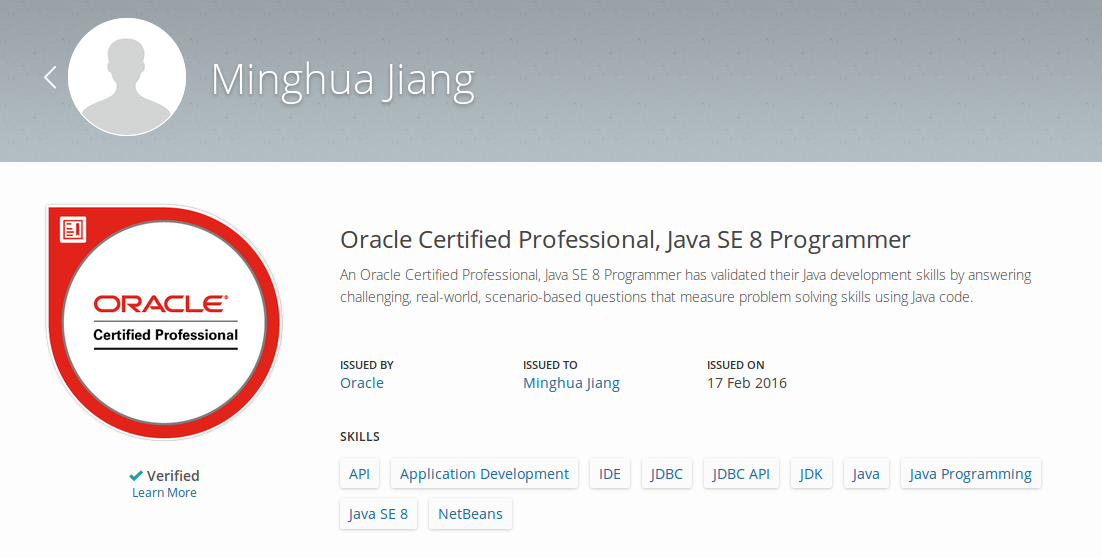 Minghua Jiang
ORACLE®
Certified Professional
Verified
Learn More
Oracle Certified Professional, Java SE 8 Programmer
An Oracle Certified Professional, Java SE 8 Programmer has validated their Java development skills by answering
challenging, real-world, scenario-based questions that measure problem solving skills using Java code.
ISSUED BY ISSUED TO ISSUED ON
Oracle Minghua Jiang 17 Feb 2016
SKILLS
API Application Development IDE JDBC JDBC API JDK Java Java Programming
Java SE 8 NetBeans